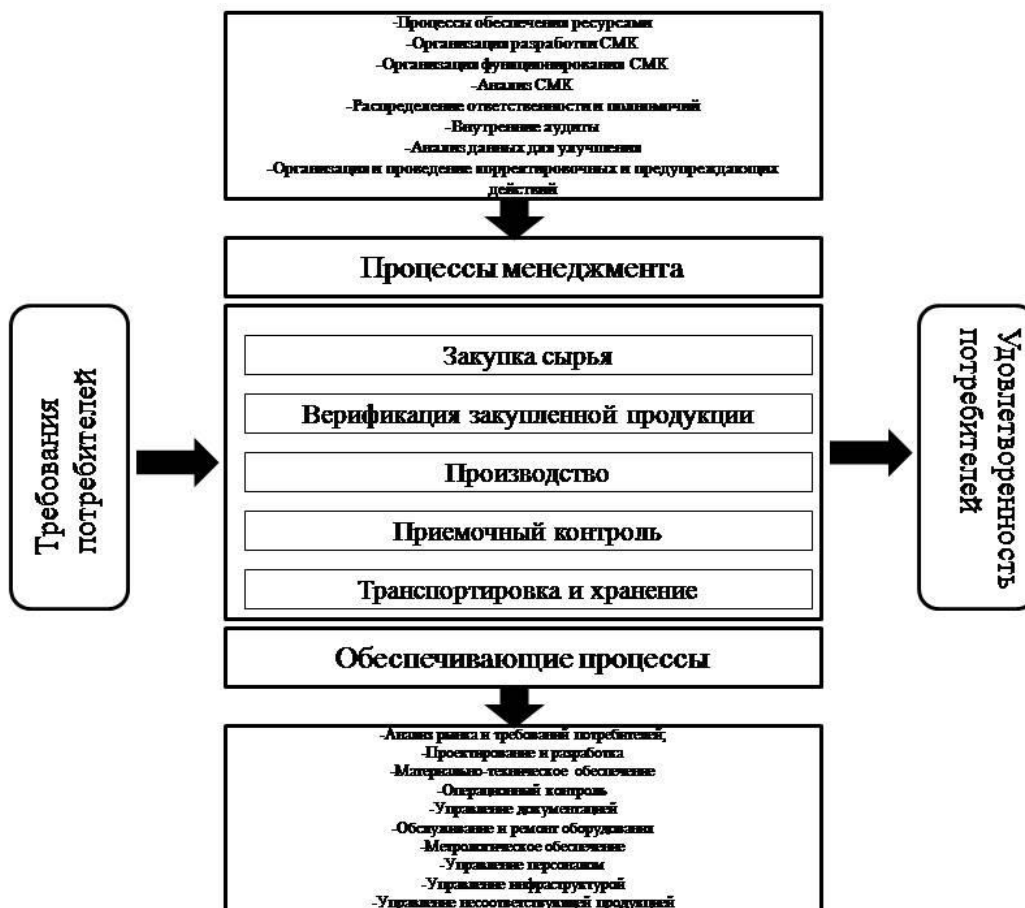 -Процессы обеспечения ресурсами
-Организация разработки СМК
-Организация функционирования СМК
-Анализ СМК
-Распределение ответственности и полномочий
-Внутренние аудиты
-Анализ данных для улучшения
-Организация и проведение корректировочных и предупреждающих
действий
Процессы менеджмента
Требования
потребителей
Закупка сырья
Верификация закупленной продукции
Производство
Приемочный контроль
Транспортировка и хранение
Удовлетворенность
потребителей
Обеспечивающие процессы
-Анализ рынка и требований потребителей;
-Проектирование и разработка
-Материально-техническое обеспечение
-Операционный контроль
-Управление документацией
-Обслуживание и ремонт оборудования
-Метрологическое обеспечение
-Управление персоналом
-Управление инфраструктурой
-Управление несоответствующей продукцией